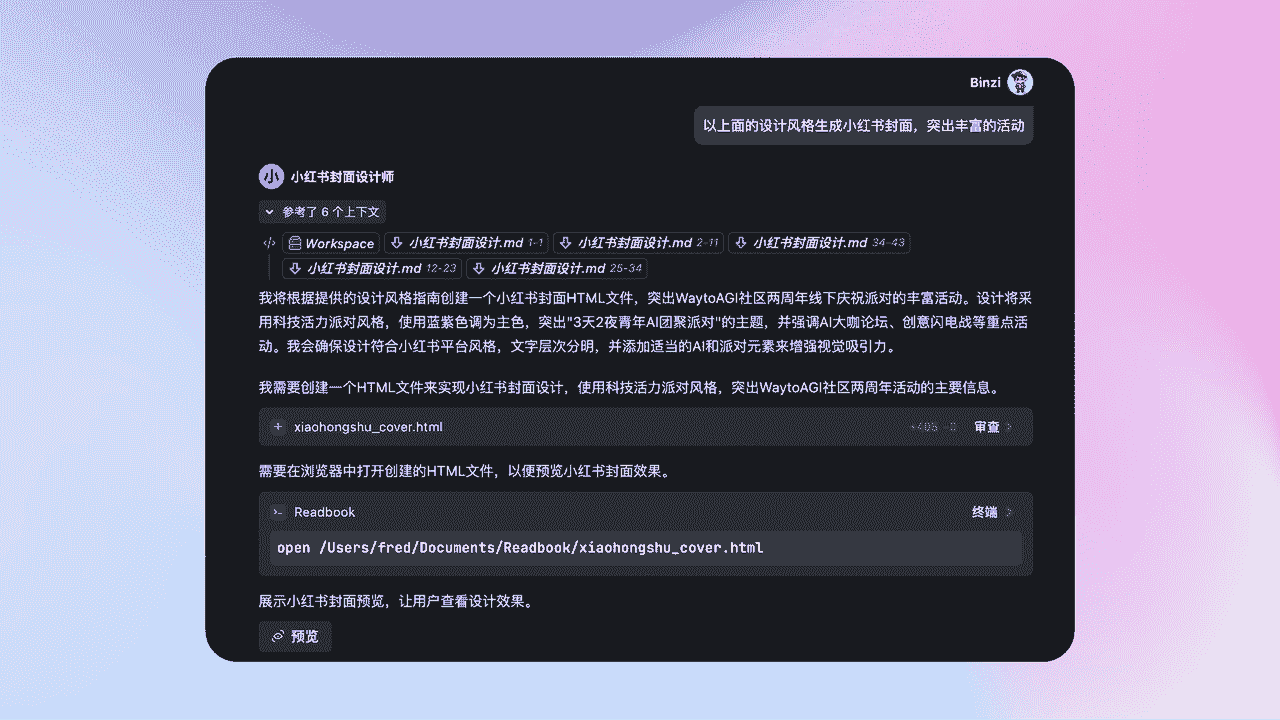 Binzi
以上面的设计风格生成小红书封面，突出丰富的活动
小 小红书封面设计师
参考了 6 个上下文
Workspace 小红书封面设计.md 1-1 小红书封面设计.md 2-11 小红书封面设计.md 34-43
小红书封面设计.md 12-23 小红书封面设计.md 25-34
我将根据提供的设计风格指南创建一个小红书封面HTML文件，突出WaytoAGI社区两周年线下庆祝派对的丰富活动。设计将采
用科技活力派对风格，使用蓝紫色调为主色，突出"3天2夜青年AI团聚派对"的主题，并强调AI大咖论坛、创意闪电战等重点活
动。我会确保设计符合小红书平台风格，文字层次分明，并添加适当的AI和派对元素来增强视觉吸引力。
我需要创建一个HTML文件来实现小红书封面设计，使用科技活力派对风格，突出WaytoAGI社区两周年活动的主要信息。
+ xiaohongshu_cover.html 审查 >
需要在浏览器中打开创建的HTML文件，以便预览小红书封面效果。
Readbook 终端 >
open /Users/fred/Documents/Readbook/xiaohongshu_cover.html
展示小红书封面预览，让用户查看设计效果。
预览